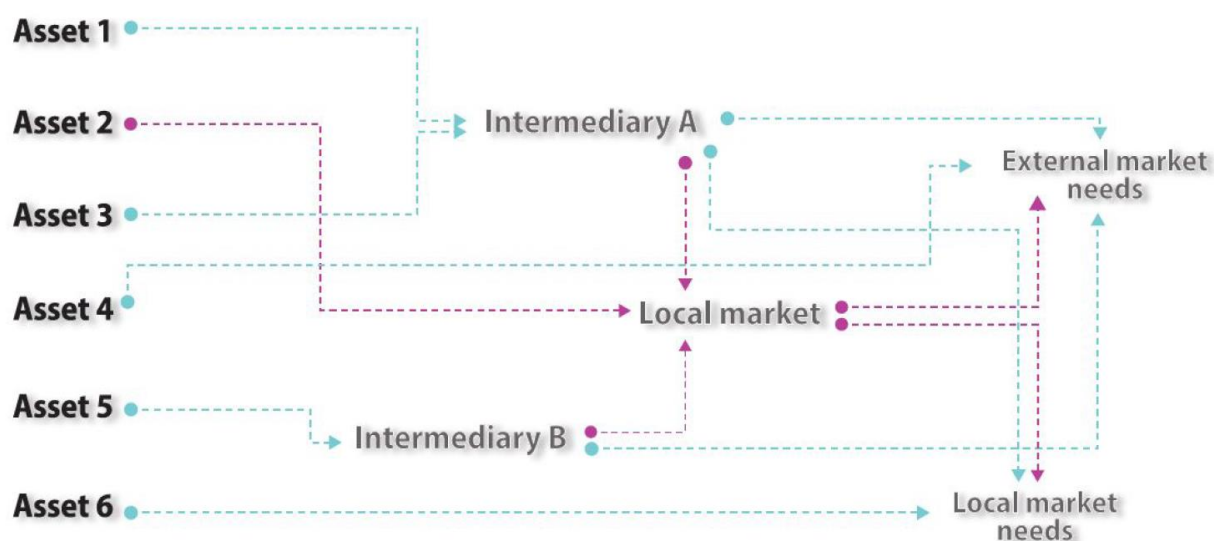 Asset 1
Asset 2
Intermediary A
External market
needs
Asset 3
Asset 4
Local market
Asset 5
Intermediary B
Asset 6
Local market
needs